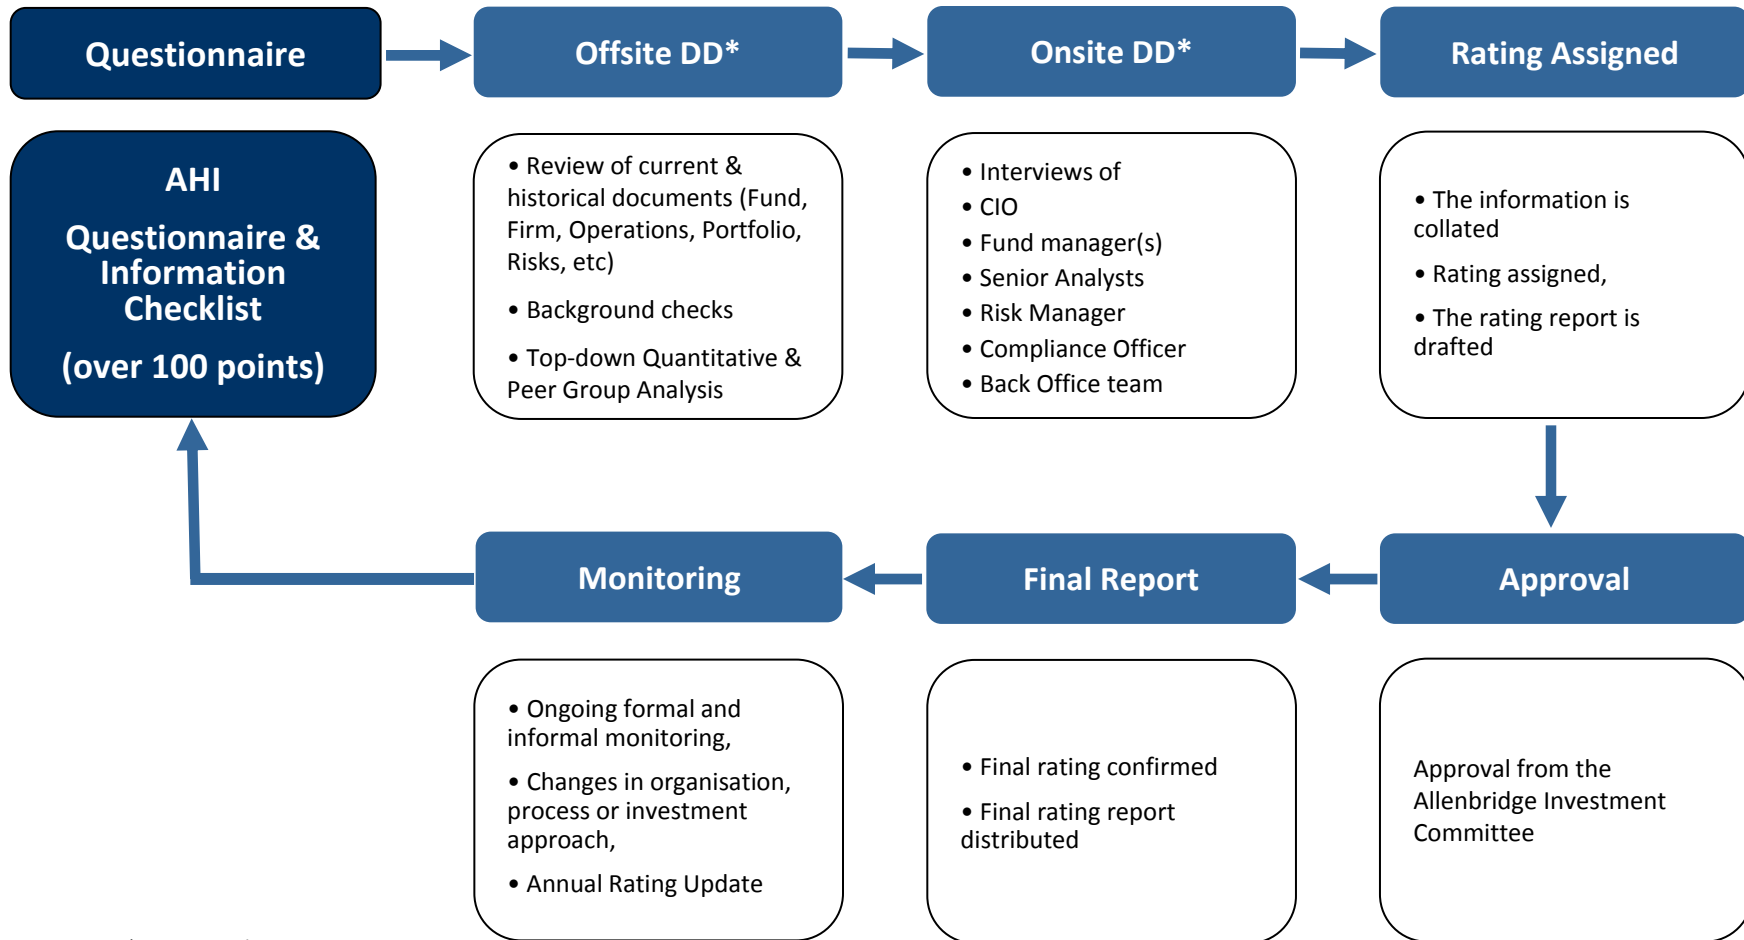 Questionnaire
Offsite DD*
Onsite DD*
Rating Assigned
AHI
Questionnaire &
Information
Checklist
(over 100 points)
• Review of current &
historical documents (Fund,
Firm, Operations, Portfolio,
Risks, etc)
• Background checks
• Top-down Quantitative &
Peer Group Analysis
• Interviews of
• CIO
• Fund manager(s)
• Senior Analysts
• Risk Manager
• Compliance Officer
• Back Office team
• The information is
collated
• Rating assigned,
• The rating report is
drafted
Monitoring
Final Report
Approval
• Ongoing formal and
informal monitoring,
• Changes in organisation,
process or investment
approach,
• Annual Rating Update
• Final rating confirmed
• Final rating report
distributed
Approval from the
Allenbridge Investment
Committee